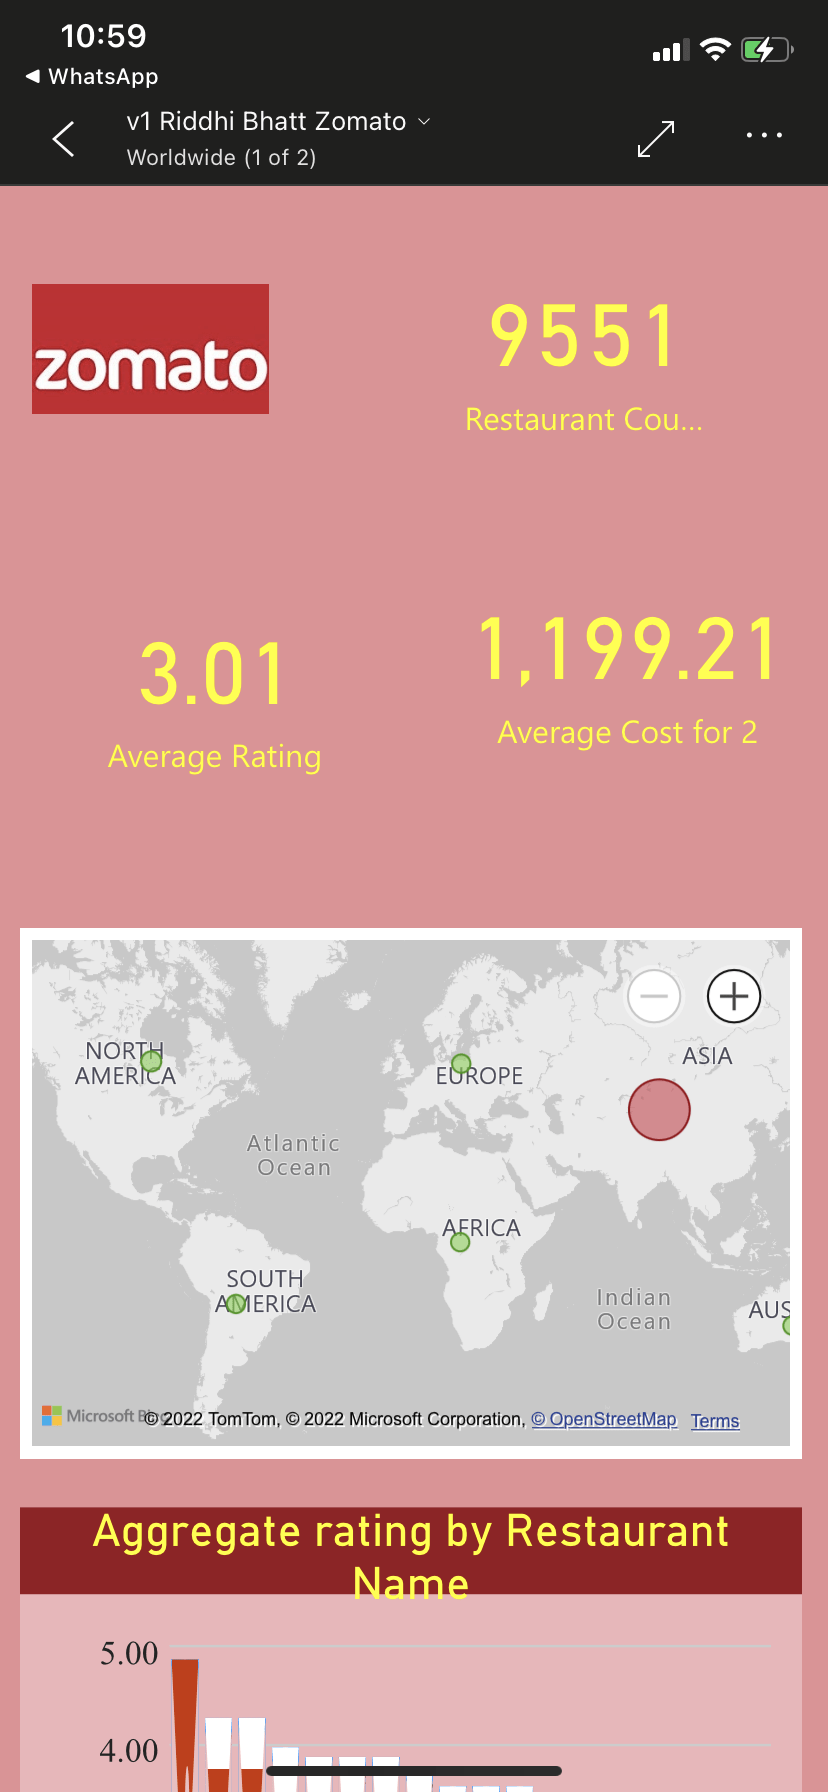 10:59
◀ WhatsApp
v1 Riddhi Bhatt Zomato
Worldwide (1 of 2)
zomato
9551
Restaurant Cou...
3.01
Average Rating
1,199.21
Average Cost for 2
NORTH
AMERICA
EUROPE
ASIA
Atlantic
Ocean
AFRICA
SOUTH
AMERICA
Indian
Ocean
AUS
Microsoft
© 2022 TomTom, © 2022 Microsoft Corporation, © OpenStreetMap Terms
Aggregate rating by Restaurant
Name
5.00
4.00